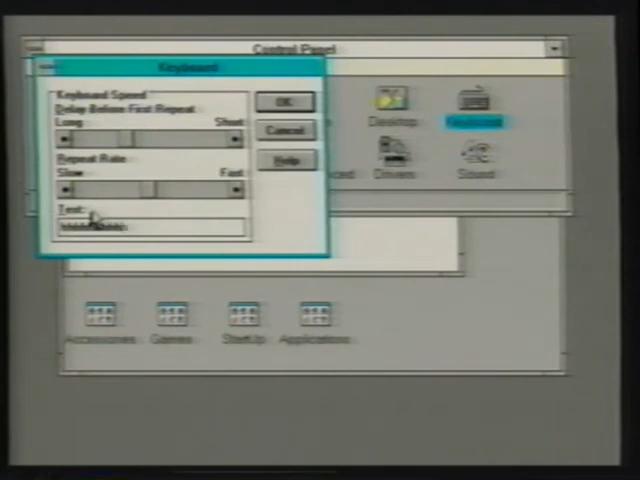 Control Panel
Keyboard
Keyboard Speed
Delay Before First Repeat
Long Short
OK
Cancel
Help
Repeat Rate
Slow Fast
Test:
Desktop
Keyboard
Drivers
Sound
Accessories Games StartUp Applications